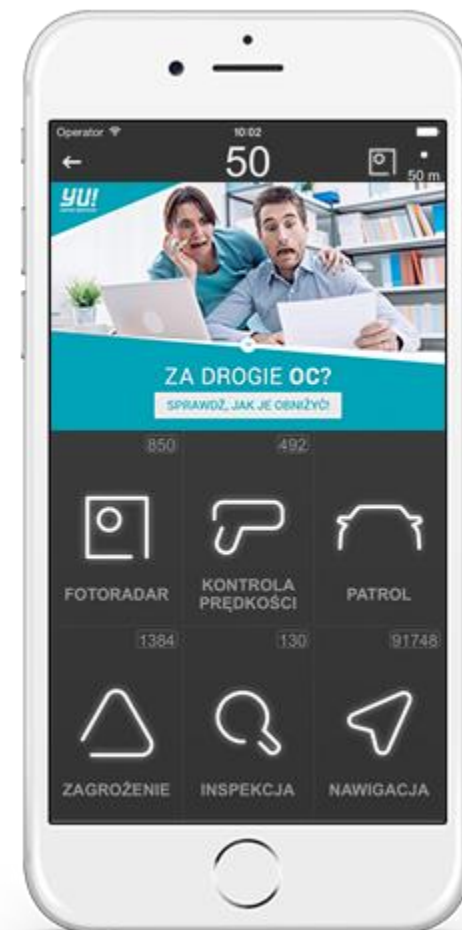 Operator
10:02
50
50 m
YU!
ZA DROGIE OC?
SPRAWDŹ, JAK JE OBNIŻYĆ!
850
492
FOTORADAR
KONTROLA
PRĘDKOŚCI
PATROL
1384
130
91748
ZAGROŻENIE
INSPEKCJA
NAWIGACJA